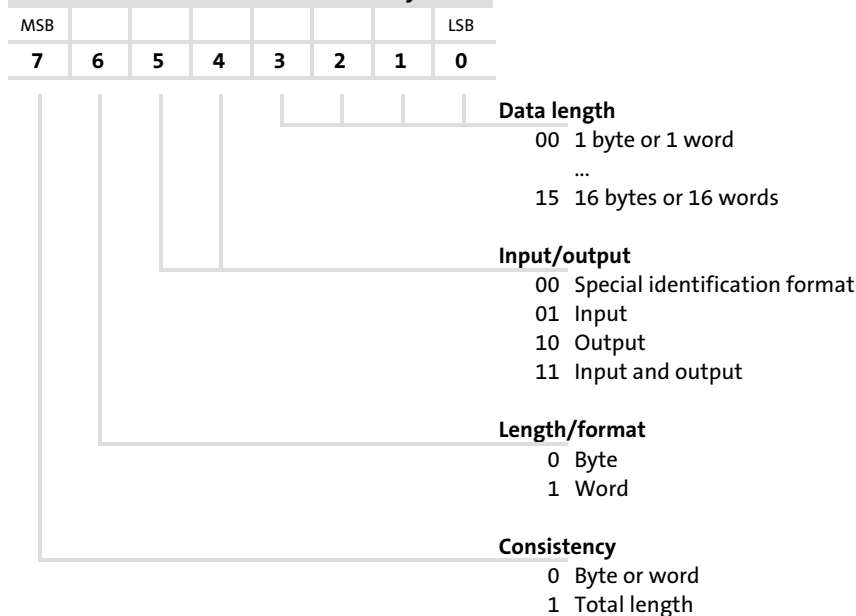 MSB LSB
7 6 5 4 3 2 1 0
Data length
00 1 byte or 1 word
...
15 16 bytes or 16 words
Input/output
00 Special identification format
01 Input
10 Output
11 Input and output
Length/format
0 Byte
1 Word
Consistency
0 Byte or word
1 Total length